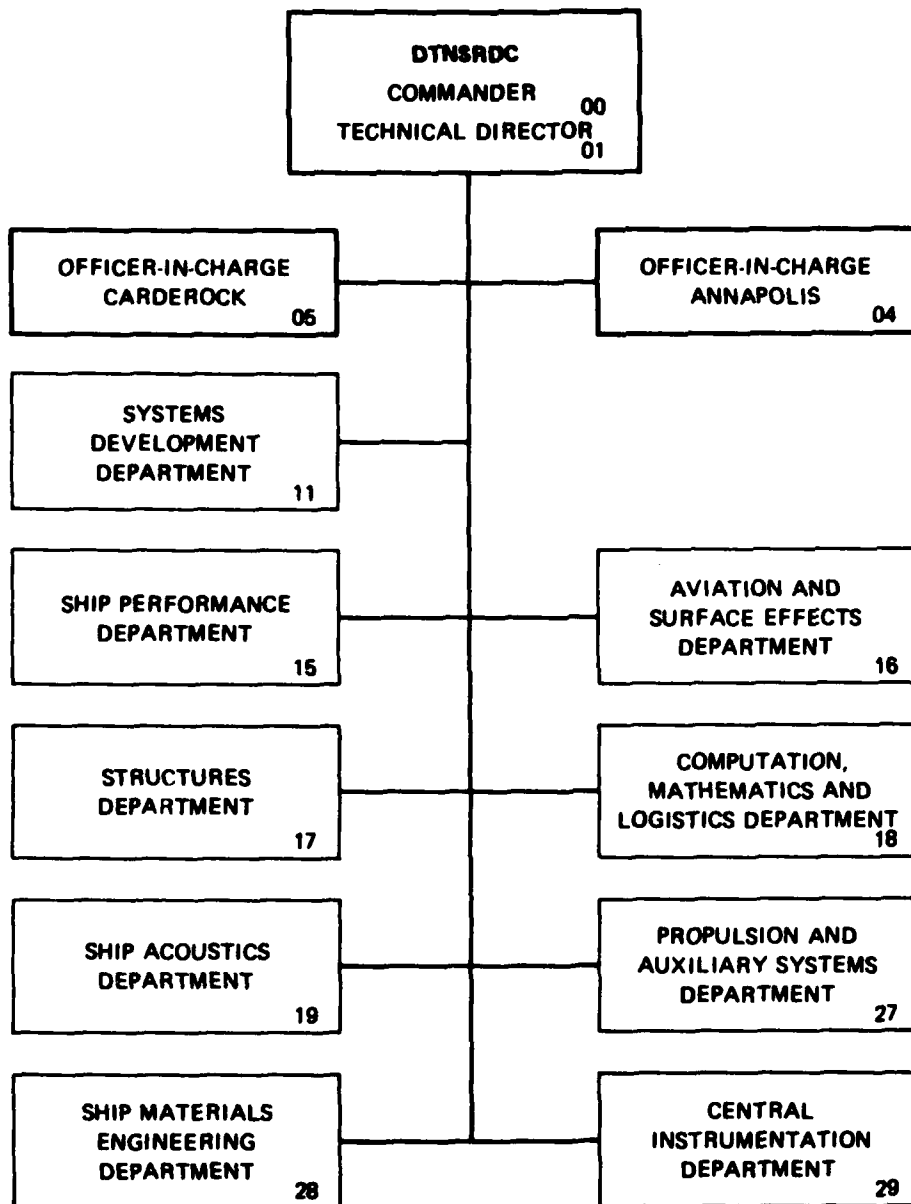 DTNSRDC
COMMANDER 00
TECHNICAL DIRECTOR 01
OFFICER-IN-CHARGE
CARDEROCK
05
OFFICER-IN-CHARGE
ANNAPOLIS
04
SYSTEMS
DEVELOPMENT
DEPARTMENT
11
SHIP PERFORMANCE
DEPARTMENT
15
AVIATION AND
SURFACE EFFECTS
DEPARTMENT
16
STRUCTURES
DEPARTMENT
17
COMPUTATION,
MATHEMATICS AND
LOGISTICS DEPARTMENT
18
SHIP ACOUSTICS
DEPARTMENT
19
PROPULSION AND
AUXILIARY SYSTEMS
DEPARTMENT
27
SHIP MATERIALS
ENGINEERING
DEPARTMENT
28
CENTRAL
INSTRUMENTATION
DEPARTMENT
29